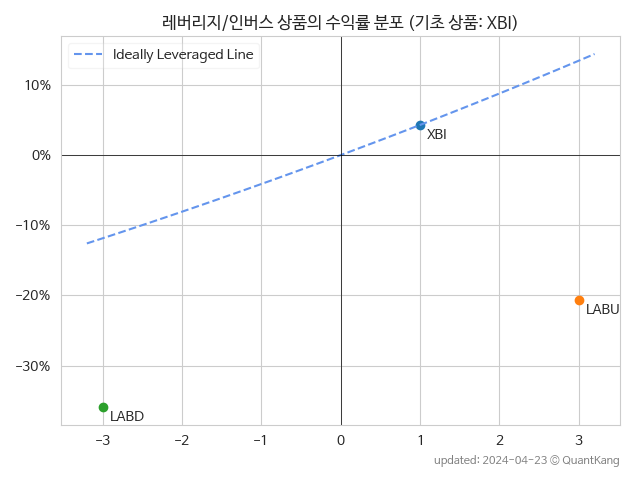 레버리지/인버스 상품의 수익률 분포 (기초 상품: XBI)
Ideally Leveraged Line
10%
XBI
0%
−10%
−20%
LABU
−30%
LABD
−3 −2 −1 0 1 2 3
updated: 2024-04-23 © QuantKang